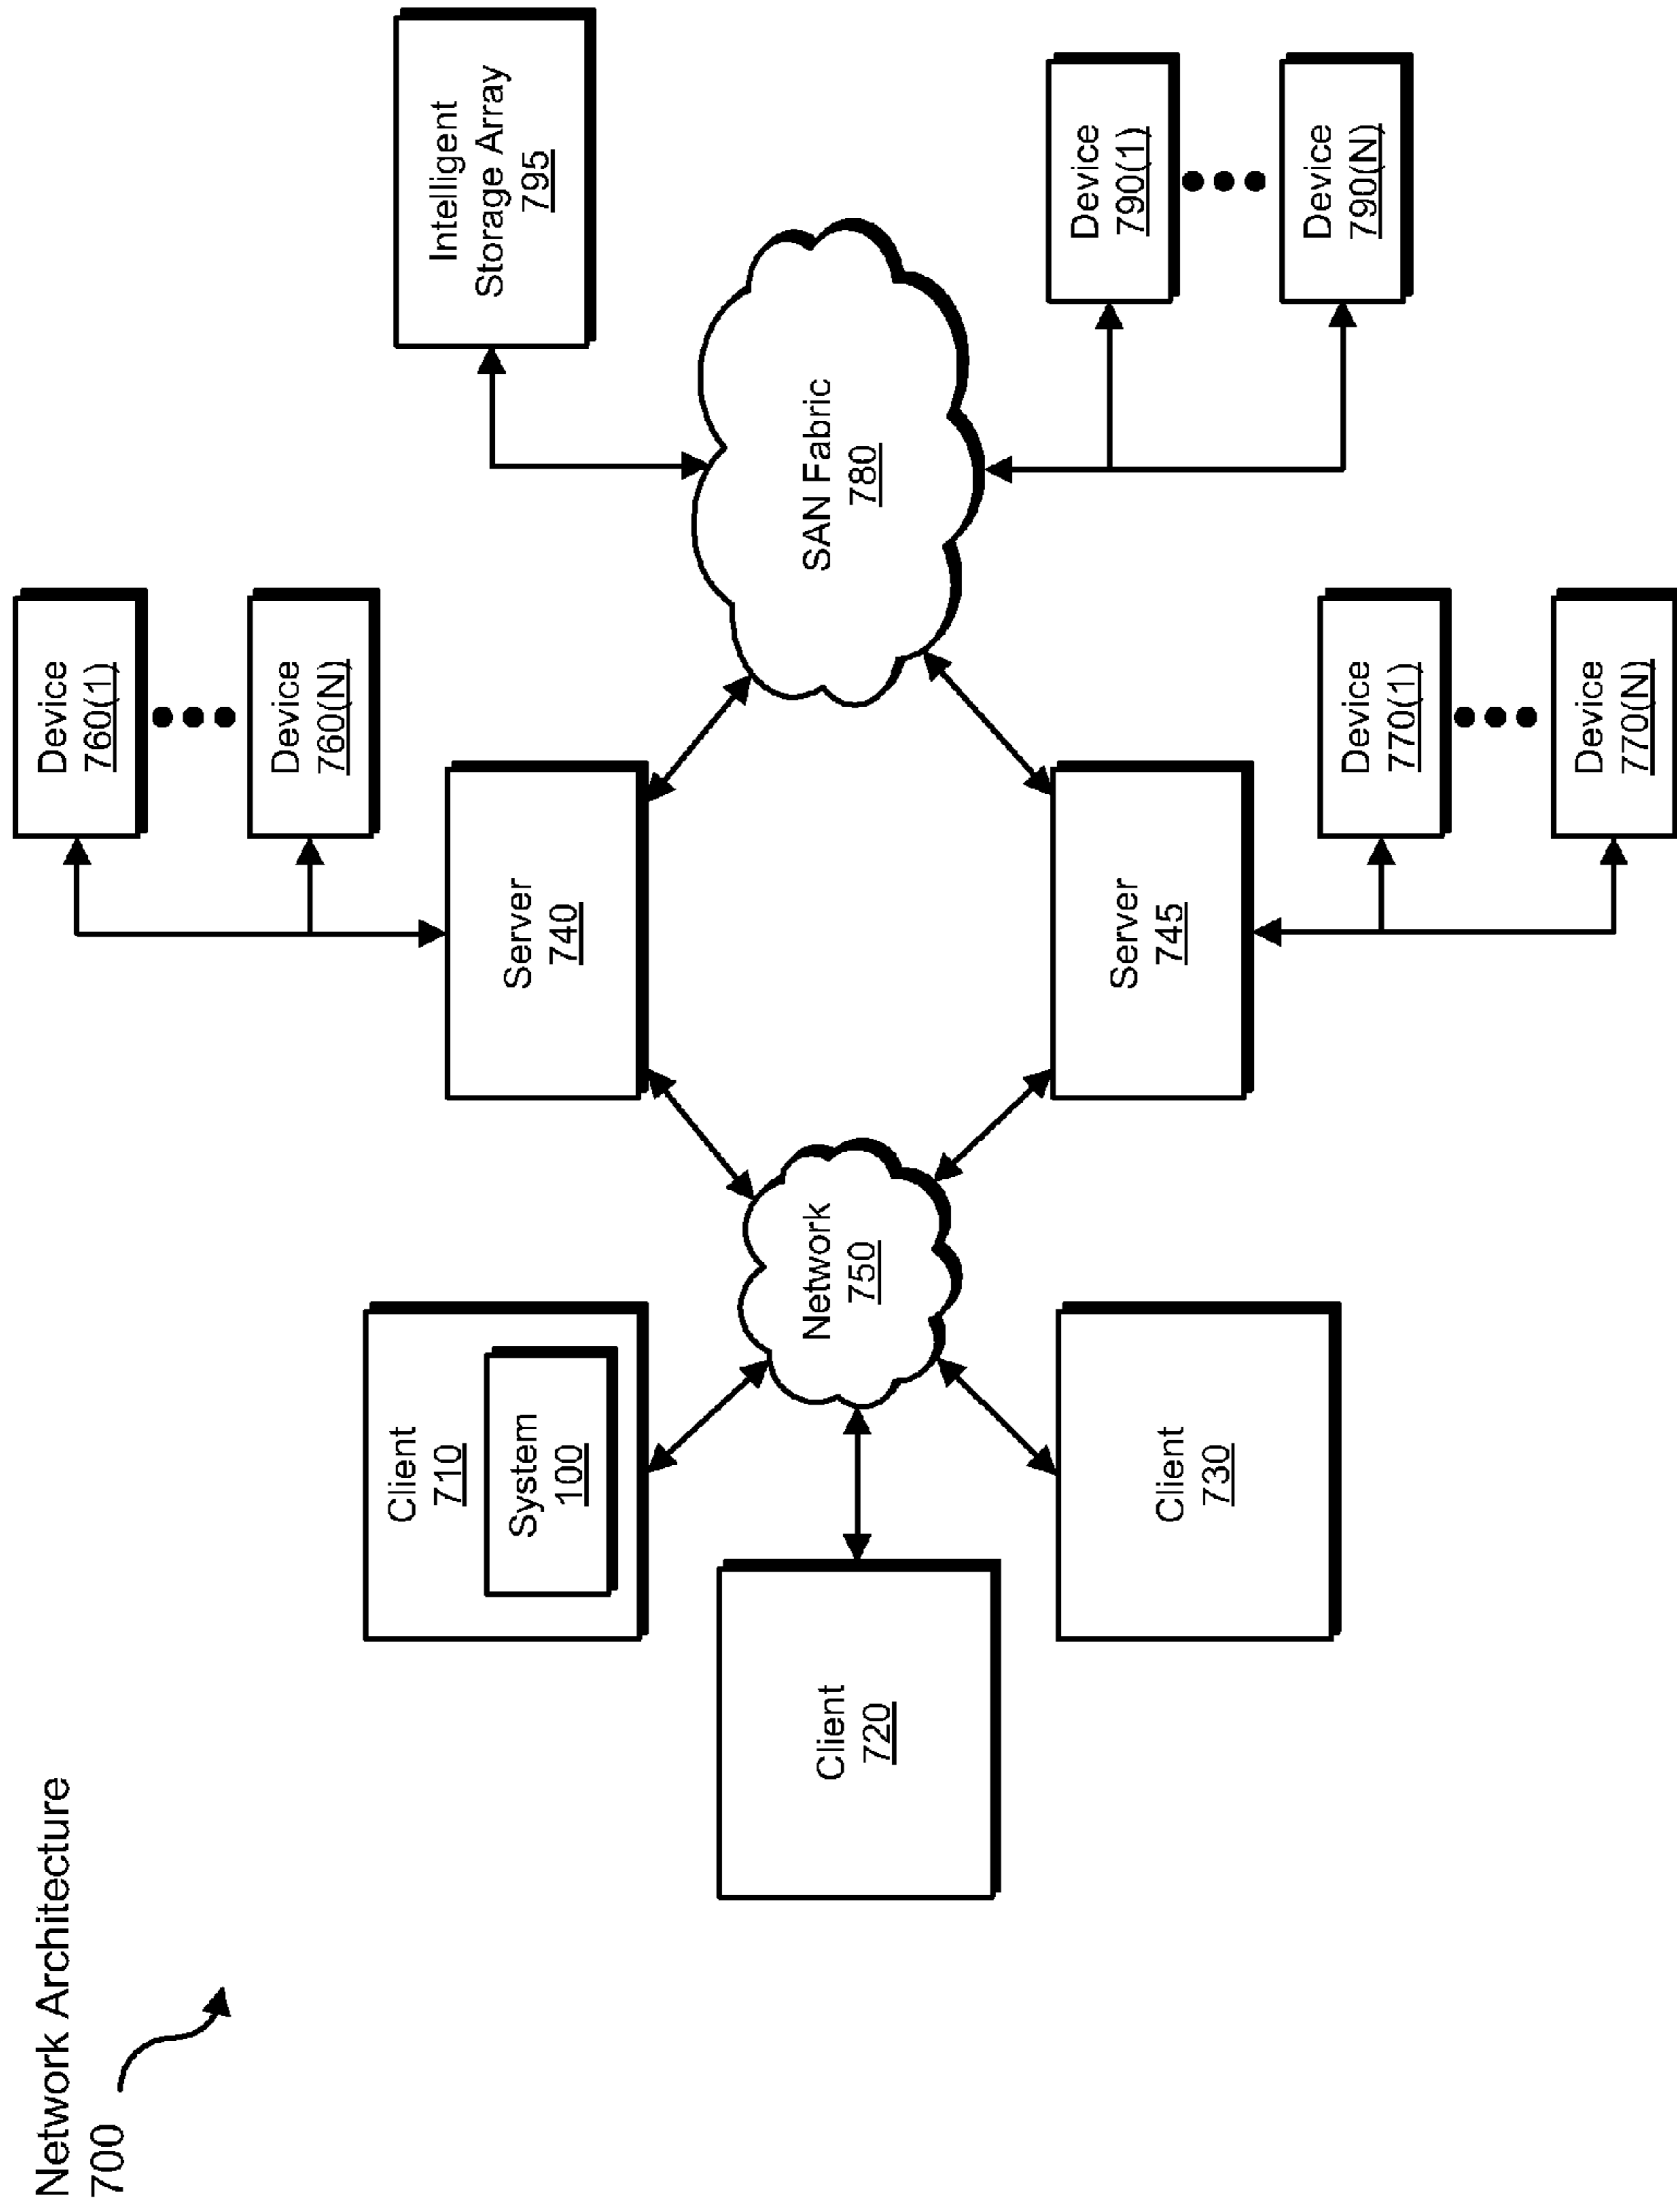 Network Architecture
700
Client
710
System
100
Client
720
Client
730
Network
750
Server
740
Server
745
Device
760(1)
Device
760(N)
Device
770(1)
Device
770(N)
SAN Fabric
780
Intelligent
Storage Array
795
Device
790(1)
Device
790(N)